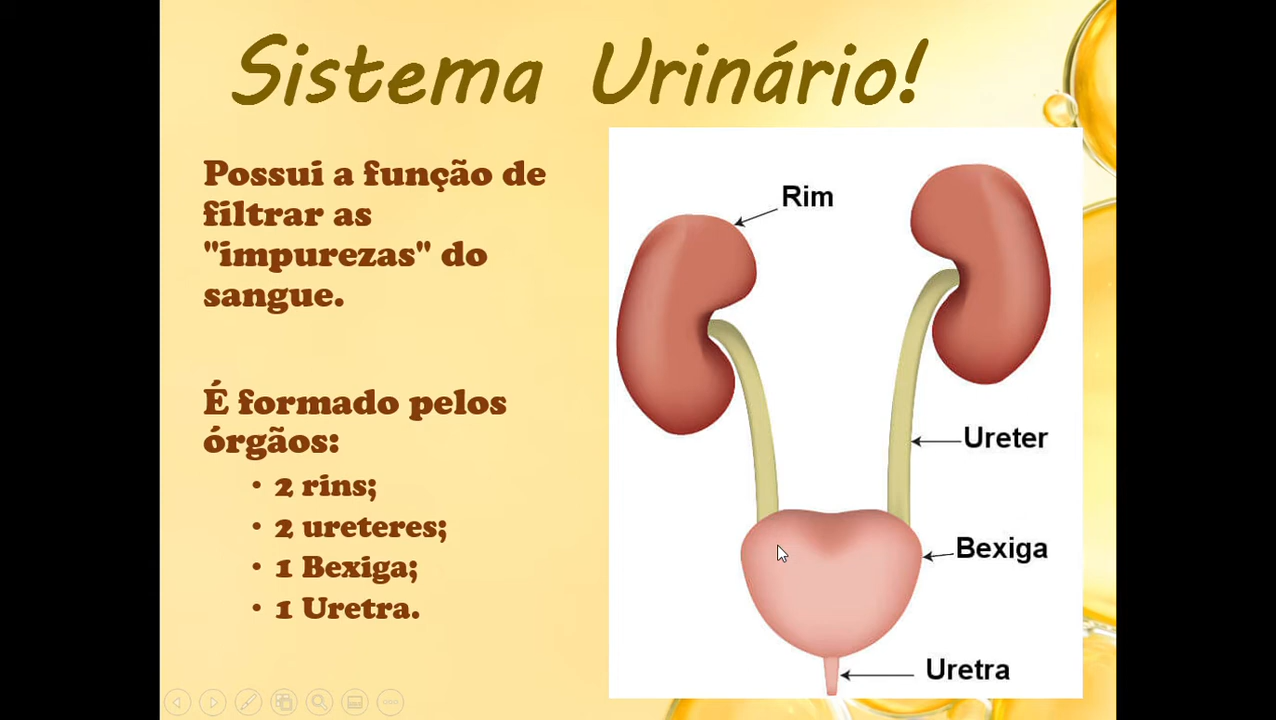 Sistema Urinário!
Possui a função de
filtrar as
"impurezas" do
sangue.
É formado pelos
órgãos:
• 2 rins;
• 2 ureteres;
• 1 Bexiga;
• 1 Uretra.
Rim
Ureter
Bexiga
Uretra